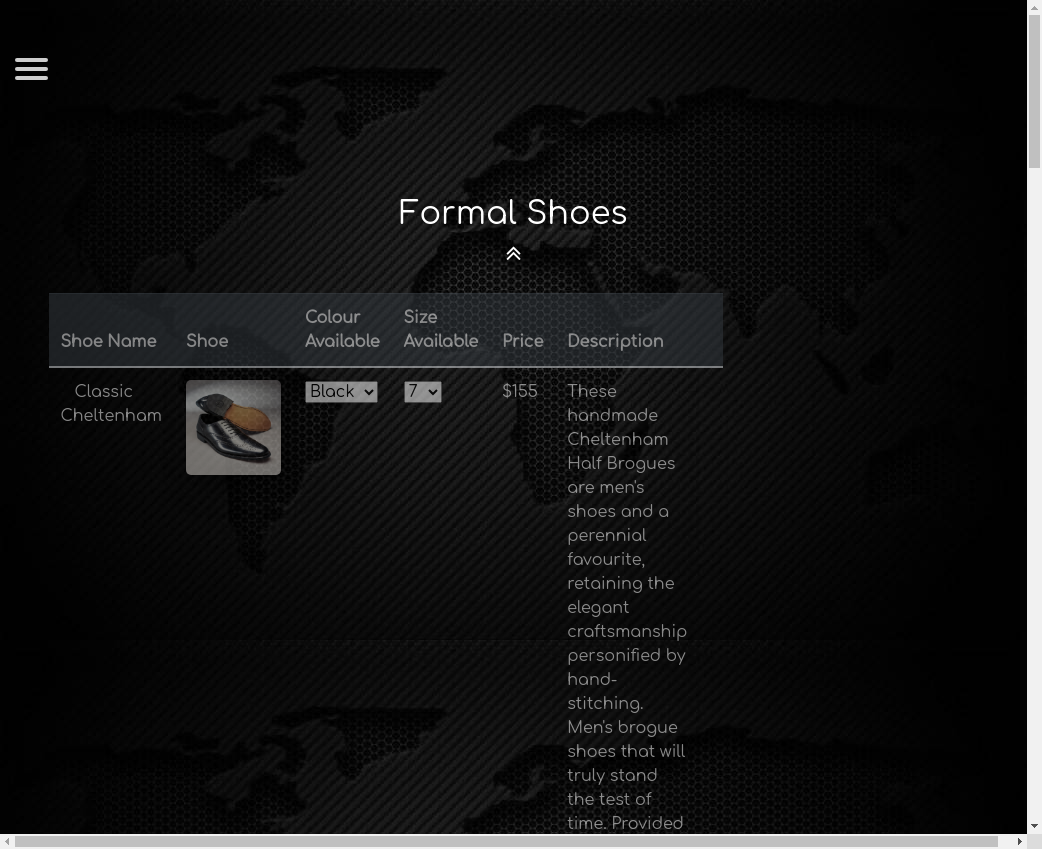 Formal Shoes
Shoe Name Shoe Colour Available Size Available Price Description
Classic Cheltenham
Black
7
$155
These
handmade
Cheltenham
Half Brogues
are men's
shoes and a
perennial
favourite,
retaining the
elegant
craftsmanship
personified by
hand-
stitching.
Men's brogue
shoes that will
truly stand
the test of
time. Provided